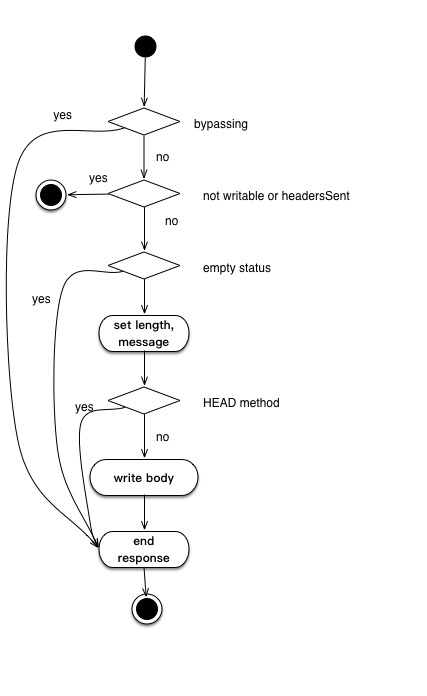 yes
bypassing
no
yes
not writable or headersSent
no
empty status
yes
set length,
message
yes
HEAD method
no
write body
end
response